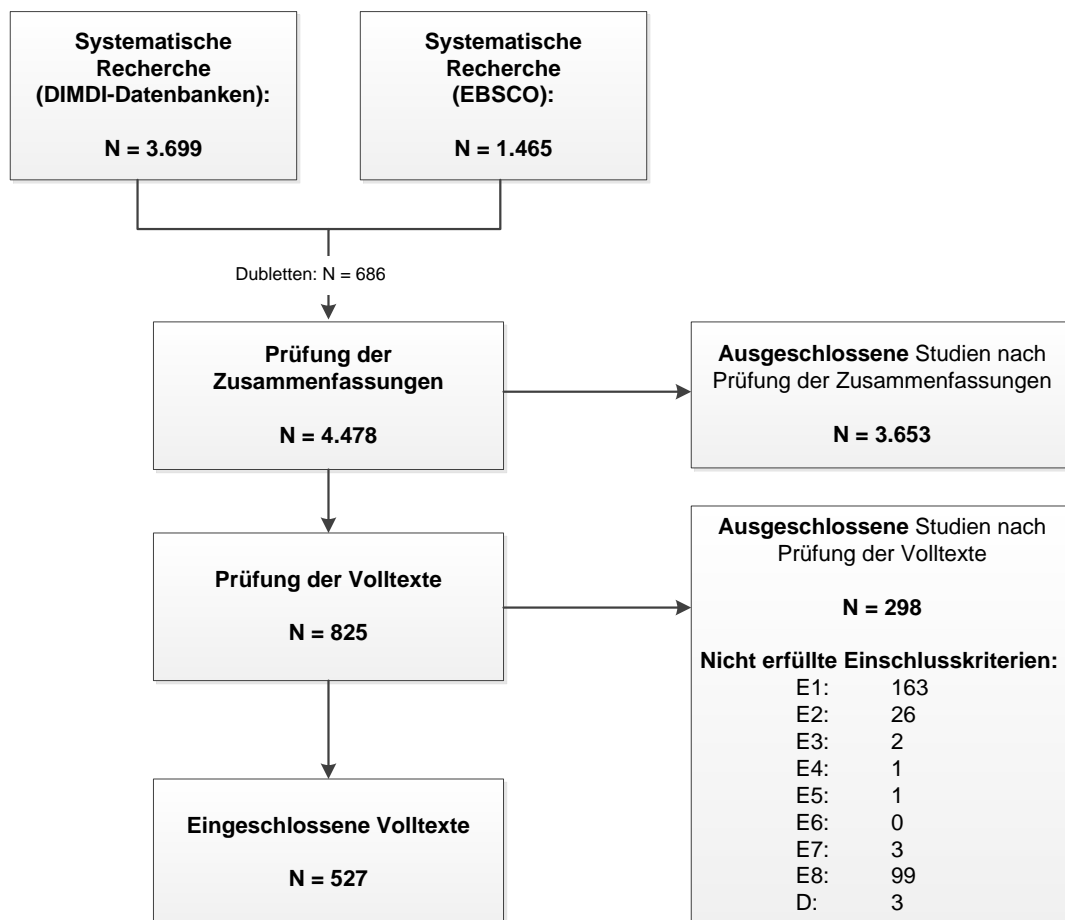 Systematische
Recherche
(DIMDI-Datenbanken):
N = 3.699
Systematische
Recherche
(EBSCO):
N = 1.465
Dubletten: N = 686
Prüfung der
Zusammenfassungen
N = 4.478
Ausgeschlossene Studien nach
Prüfung der Zusammenfassungen
N = 3.653
Prüfung der Volltexte
N = 825
Ausgeschlossene Studien nach
Prüfung der Volltexte
N = 298
Nicht erfüllte Einschlusskriterien:
E1: 163
E2: 26
E3: 2
E4: 1
E5: 1
E6: 0
E7: 3
E8: 99
D: 3
Eingeschlossene Volltexte
N = 527